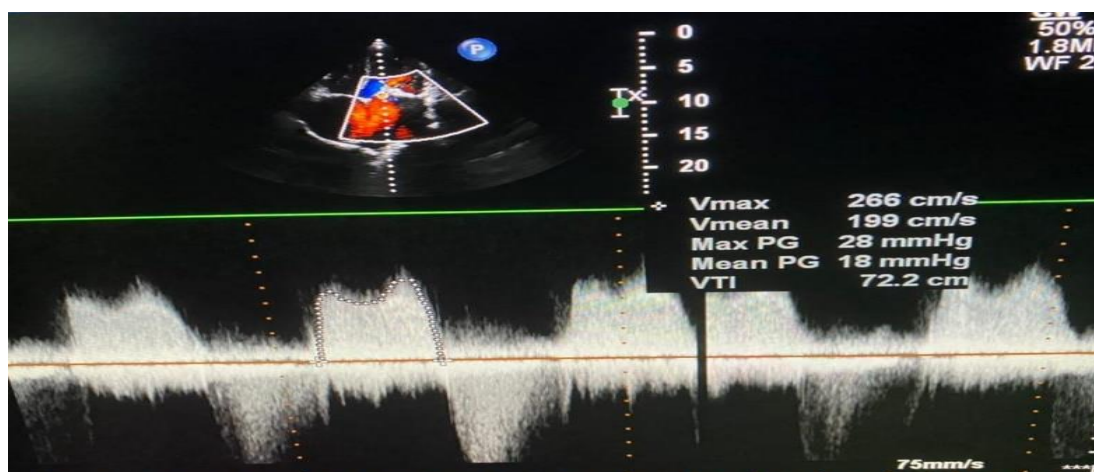 CW
50%
1.8M
WF 2
P
0
5
10
15
20
Vmax 266 cm/s
Vmean 199 cm/s
Max PG 28 mmHg
Mean PG 18 mmHg
VTI 72.2 cm
75mm/s